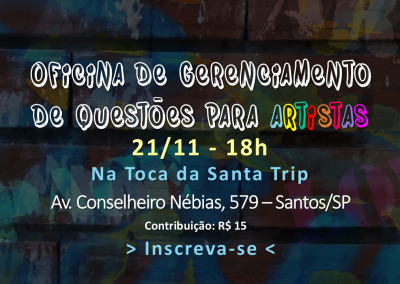 Oficina de Gerenciamento
de Questões para Artistas
21/11 - 18h
Na Toca da Santa Trip
Av. Conselheiro Nébias, 579 – Santos/SP
Contribuição: R$ 15
> Inscreva-se <